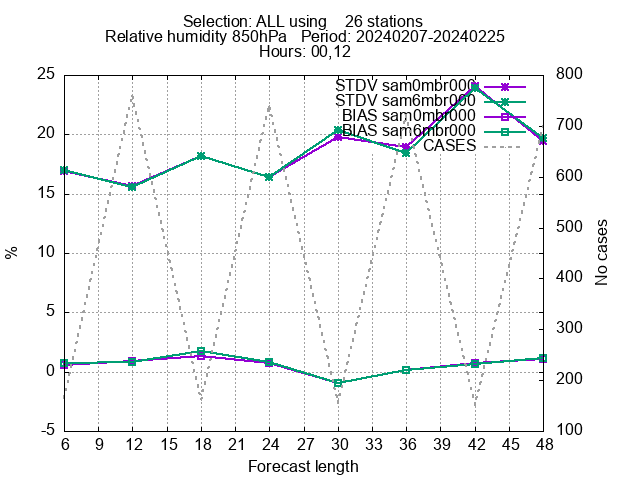 Selection: ALL using 26 stations
Relative humidity 850hPa Period: 20240207-20240225
Hours: 00,12
STDV sam0mbr000
STDV sam6mbr000
BIAS sam0mbr000
BIAS sam6mbr000
CASES
25
20
15
10
5
0
-5
%
800
700
600
500
400
300
200
100
No cases
6 9 12 15 18 21 24 27 30 33 36 39 42 45 48
Forecast length